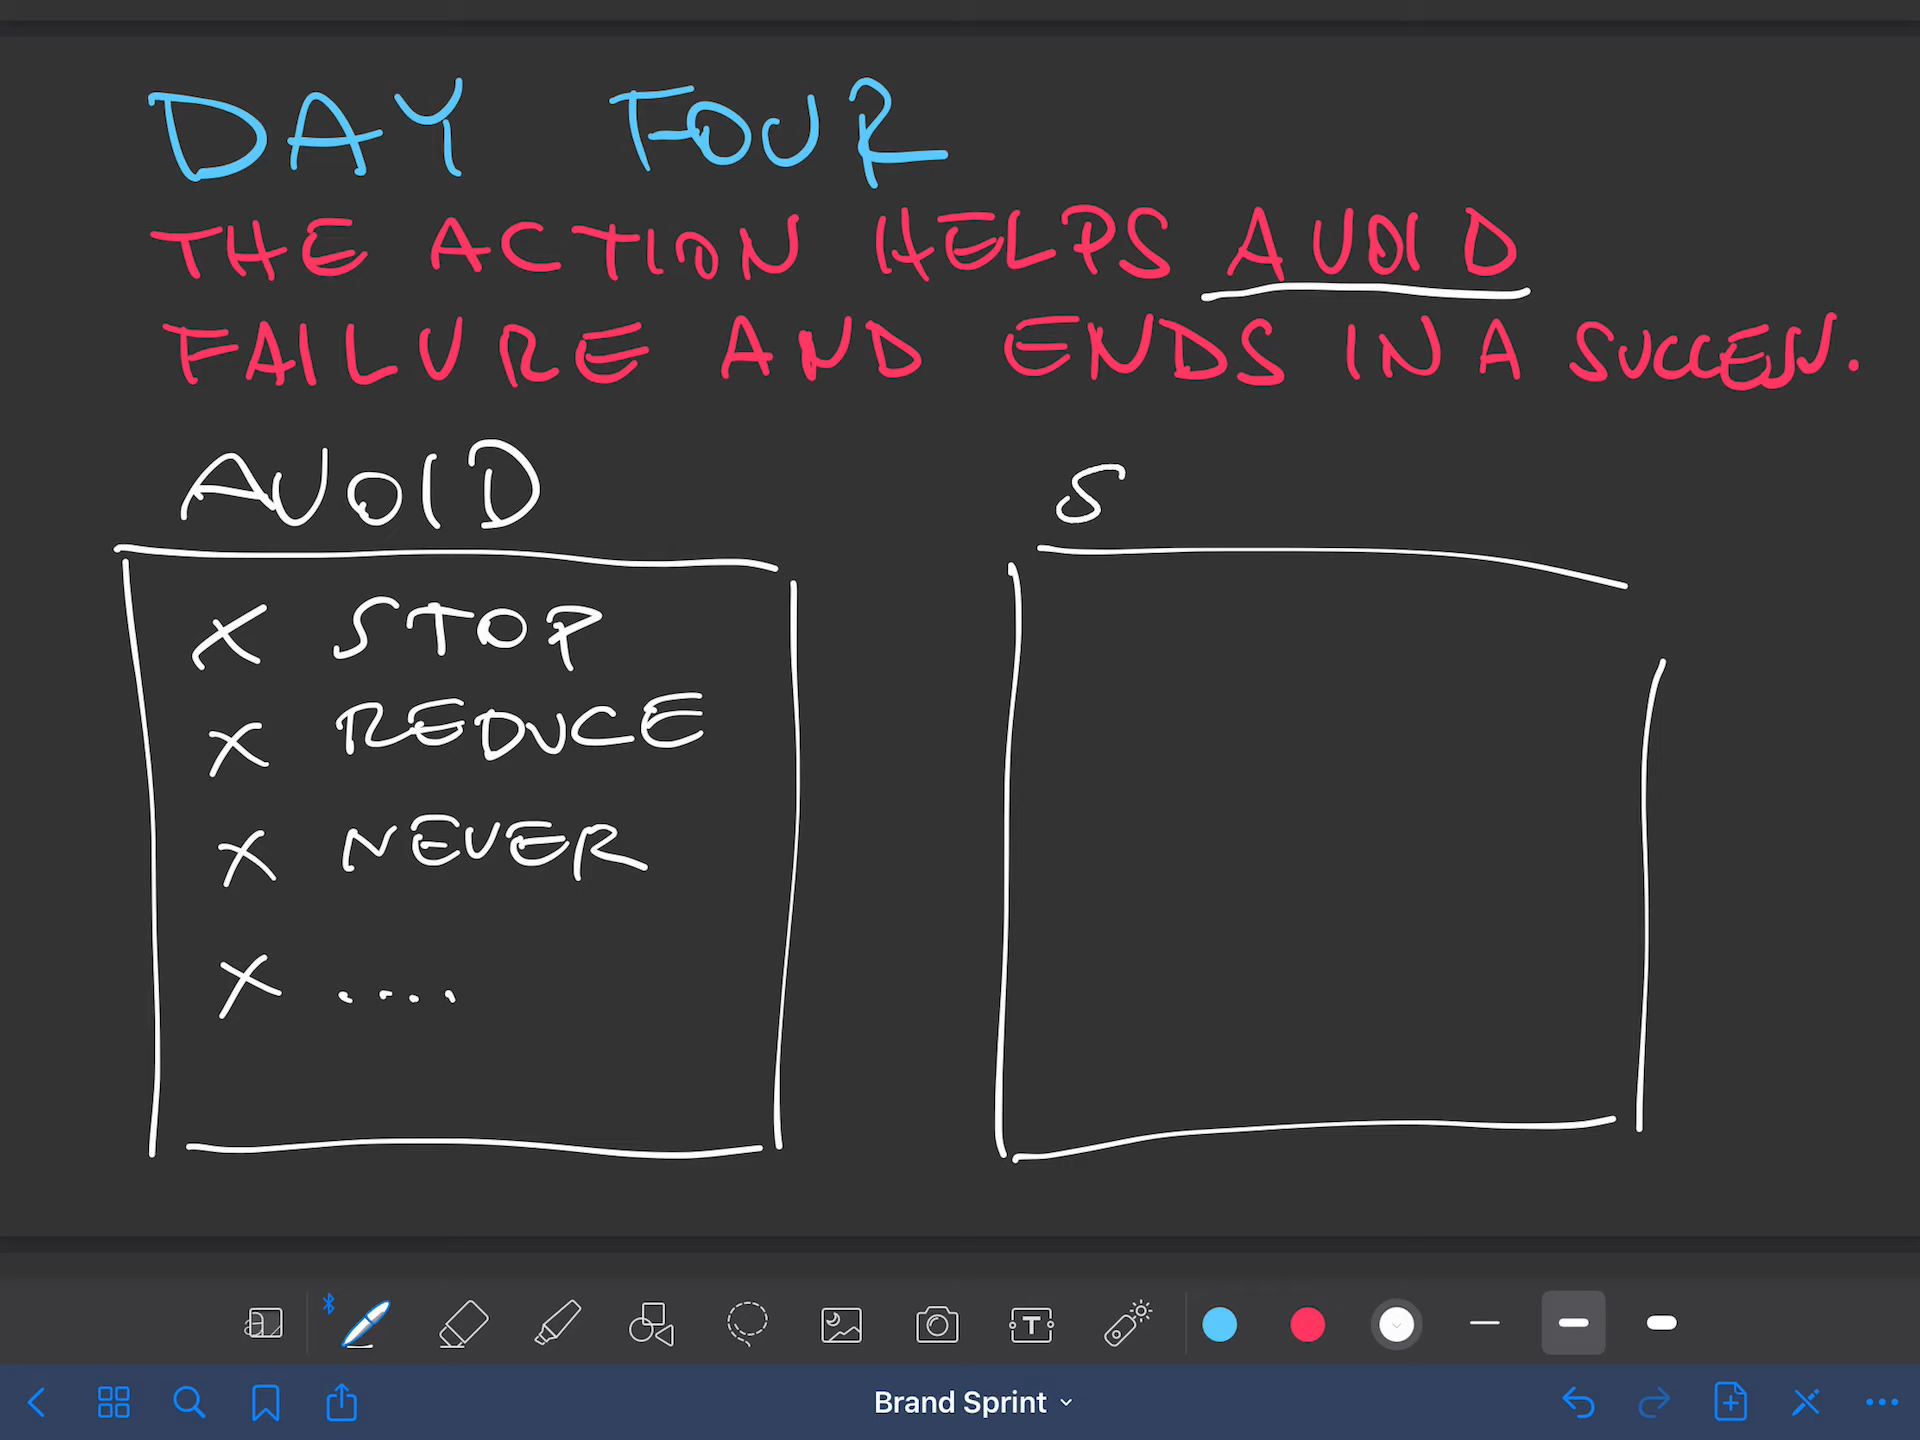 DAY FOUR
THE ACTION HELPS AVOID
FAILURE AND ENDS IN A SUCCESS.
AVOID
S
X STOP
X REDUCE
X NEVER
X ....
Brand Sprint